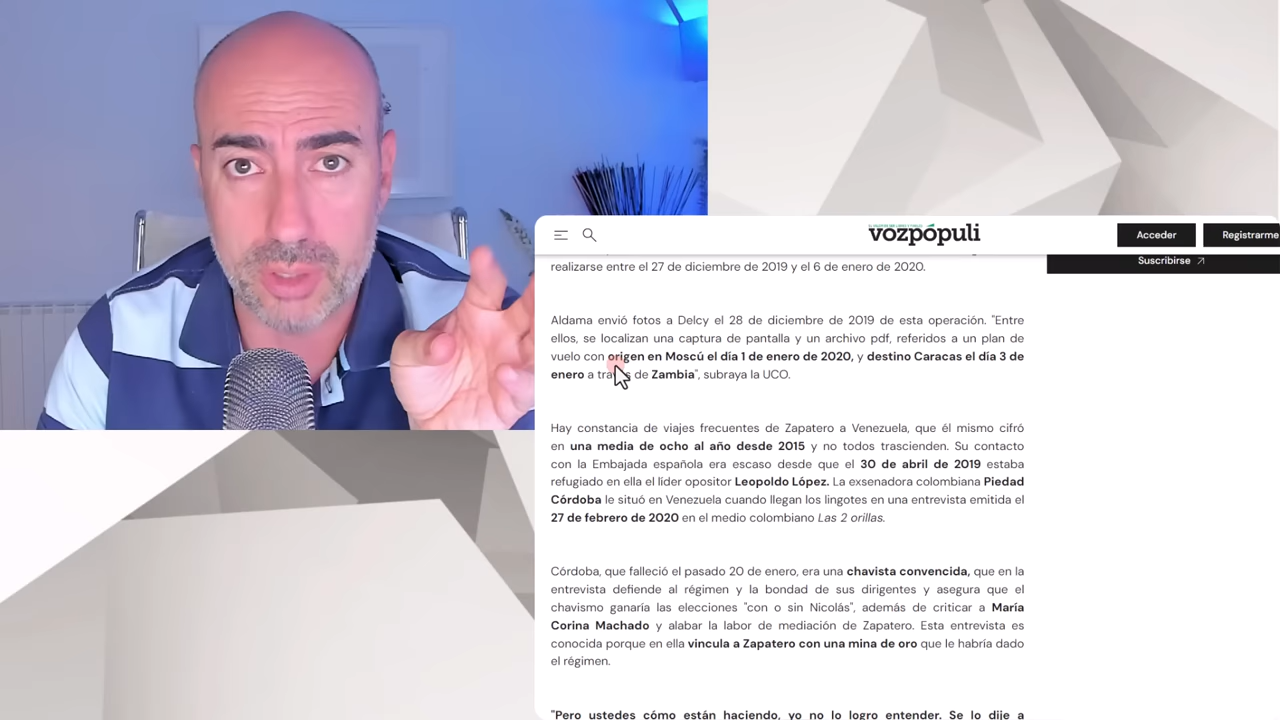 vozpópuli
Acceder
Registrarme
Suscribirse
realizarse entre el 27 de diciembre de 2019 y el 6 de enero de 2020.
Aldama envió fotos a Delcy el 28 de diciembre de 2019 de esta operación. "Entre
ellos, se localizan una captura de pantalla y un archivo pdf, referidos a un plan de
vuelo con origen en Moscú el día 1 de enero de 2020, y destino Caracas el día 3 de
enero a través de Zambia", subraya la UCO.
Hay constancia de viajes frecuentes de Zapatero a Venezuela, que él mismo cifró
en una media de ocho al año desde 2015 y no todos trascienden. Su contacto
con la Embajada española era escaso desde que el 30 de abril de 2019 estaba
refugiado en ella el líder opositor Leopoldo López. La exsenadora colombiana Piedad
Córdoba le situó en Venezuela cuando llegan los lingotes en una entrevista emitida el
27 de febrero de 2020 en el medio colombiano Las 2 orillas.
Córdoba, que falleció el pasado 20 de enero, era una chavista convencida, que en la
entrevista defiende al régimen y la bondad de sus dirigentes y asegura que el
chavismo ganaría las elecciones "con o sin Nicolás", además de criticar a María
Corina Machado y alabar la labor de mediación de Zapatero. Esta entrevista es
conocida porque en ella vincula a Zapatero con una mina de oro que le habría dado
el régimen.
"Pero ustedes cómo están haciendo, yo no lo logro entender. Se lo dije a